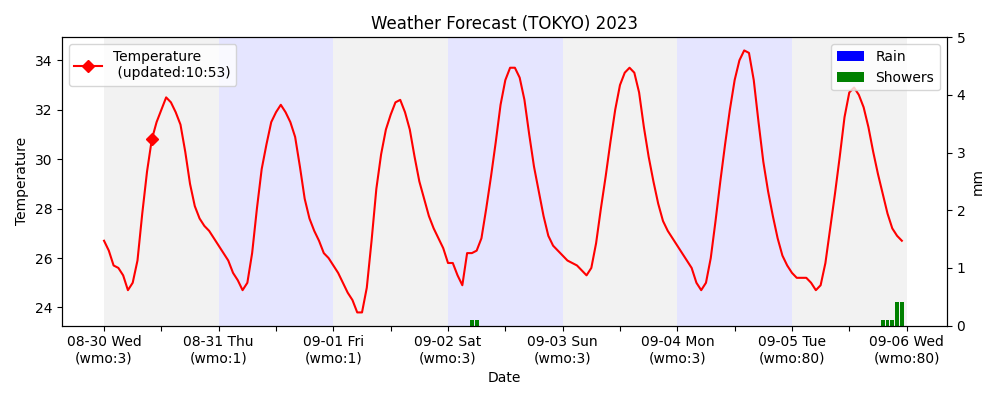 Weather Forecast (TOKYO) 2023
Temperature
(updated:10:53)
Rain
Showers
34
32
30
28
26
24
Temperature
5
4
3
2
1
0
mm
08-30 Wed
(wmo:3)
08-31 Thu
(wmo:1)
09-01 Fri
(wmo:1)
09-02 Sat
(wmo:3)
09-03 Sun
(wmo:3)
09-04 Mon
(wmo:3)
09-05 Tue
(wmo:80)
09-06 Wed
(wmo:80)
Date